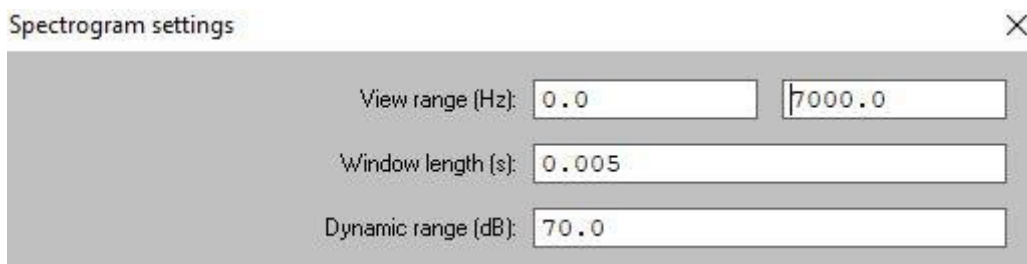 Spectrogram settings
View range (Hz): 0.0 7000.0
Window length (s): 0.005
Dynamic range (dB): 70.0